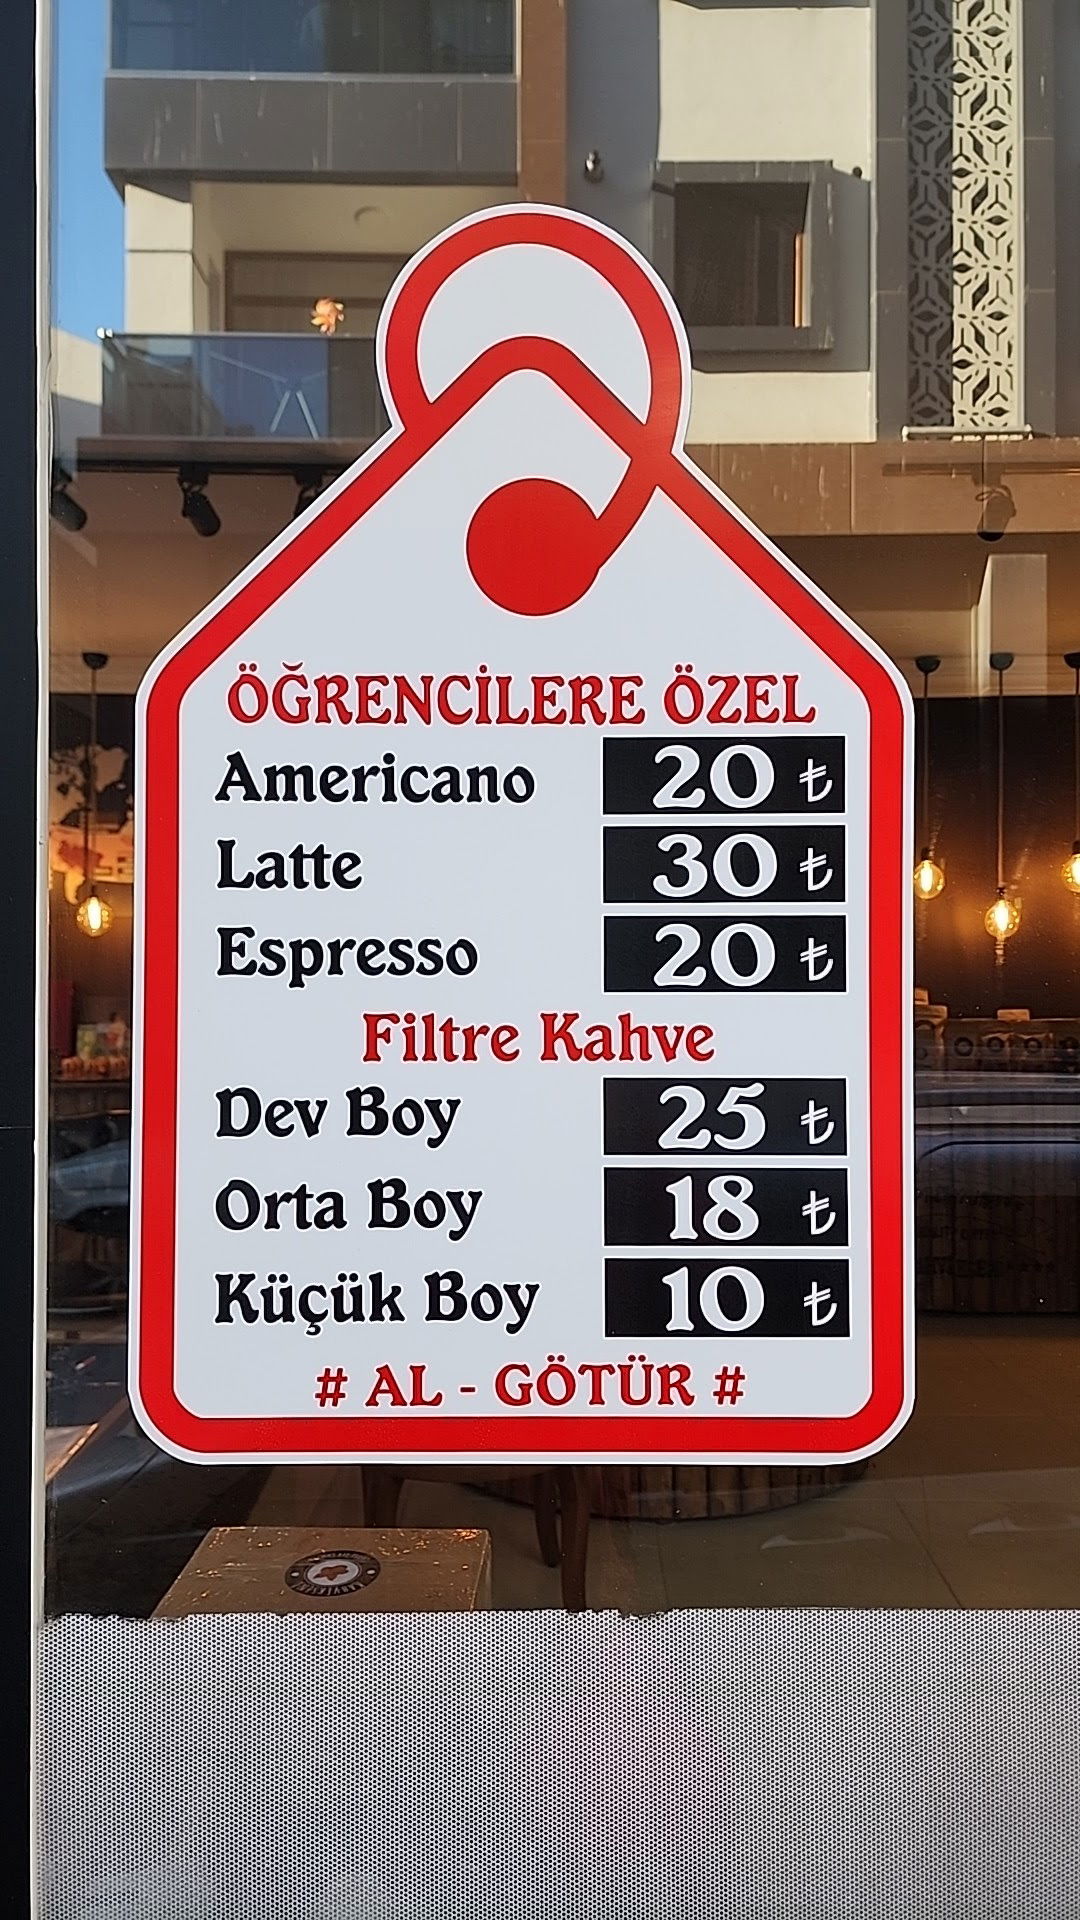 ÖĞRENCİLERE ÖZEL
Americano 20 ₺
Latte 30 ₺
Espresso 20 ₺
Filtre Kahve
Dev Boy 25 ₺
Orta Boy 18 ₺
Küçük Boy 10 ₺
# AL - GÖTÜR #